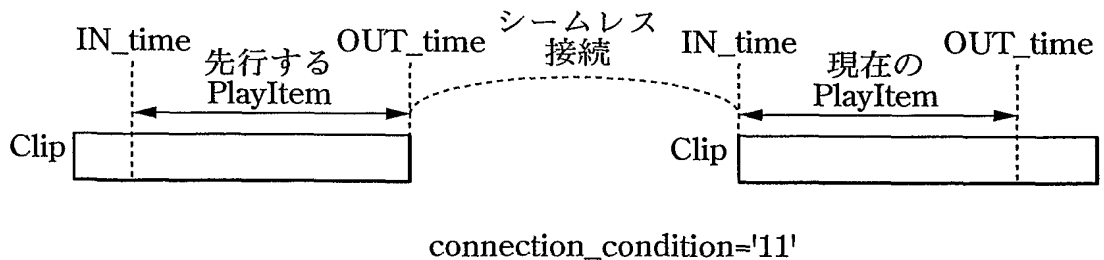 シームレス
接続
IN_time
OUT_time
IN_time
OUT_time
先行する
PlayItem
現在の
PlayItem
Clip
Clip
connection_condition='11'